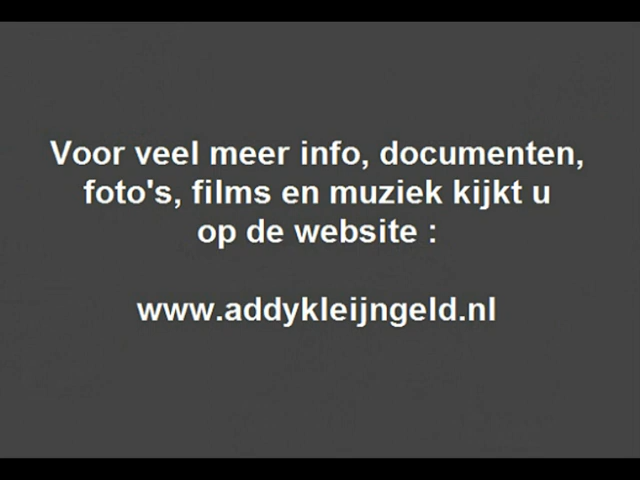 Voor veel meer info, documenten,
foto's, films en muziek kijkt u
op de website :
www.addykleijngeld.nl